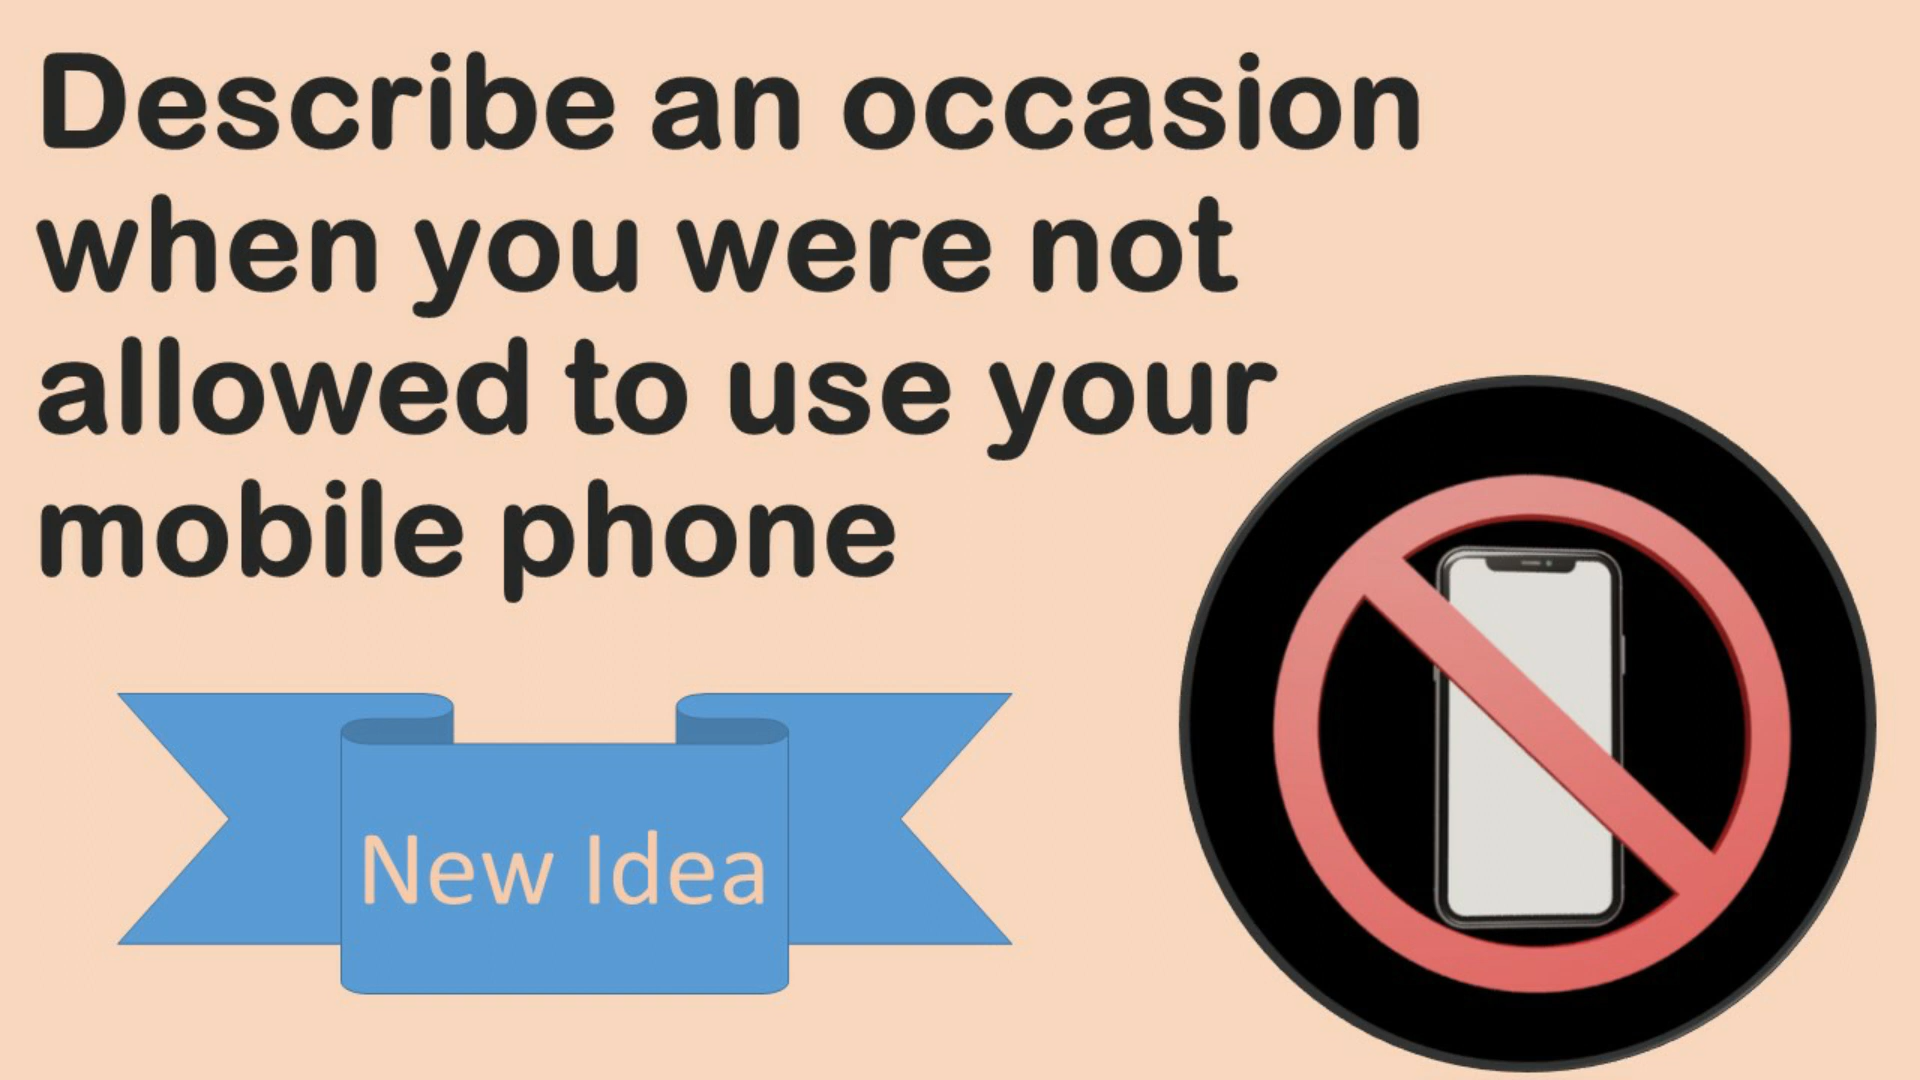 Describe an occasion
when you were not
allowed to use your
mobile phone
New Idea